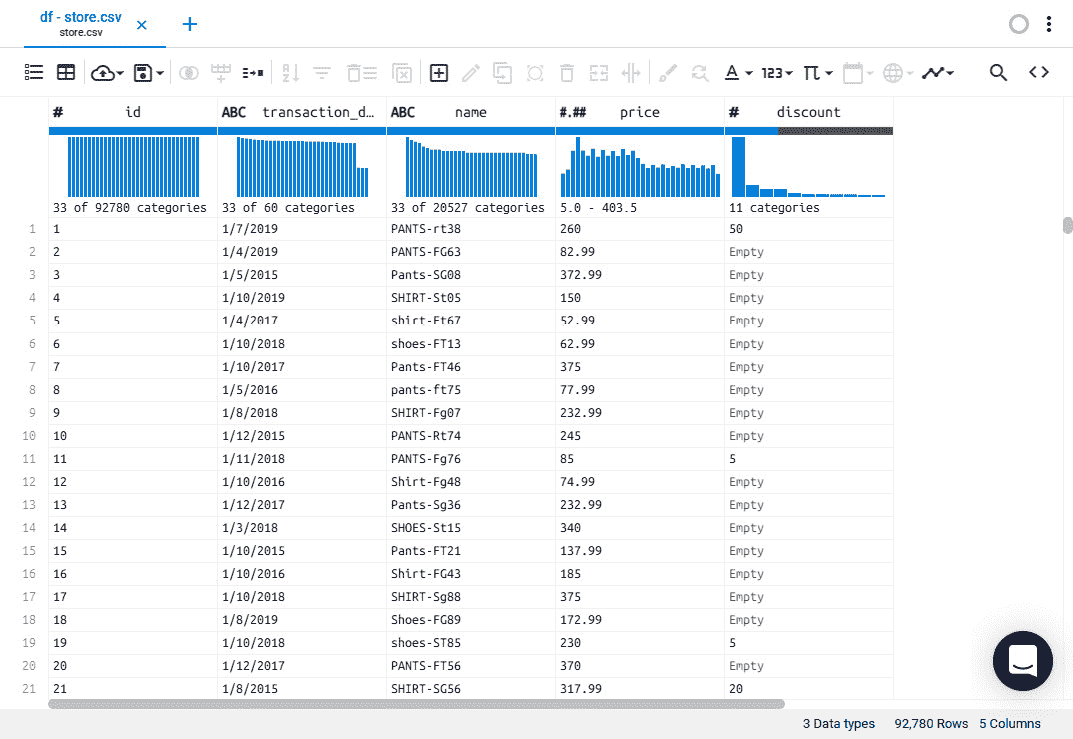 df - store.csv
store.csv
123
# id ABC transaction_d... ABC name #.## price # discount
33 of 92780 categories 33 of 60 categories 33 of 20527 categories 5.0 - 403.5 11 categories
1 1 1/7/2019 PANTS-rt38 260 50
2 2 1/4/2019 PANTS-FG63 82.99 Empty
3 3 1/5/2015 Pants-SG08 372.99 Empty
4 4 1/10/2019 SHIRT-St05 150 Empty
5 5 1/4/2017 shirt-Ft67 52.99 Empty
6 6 1/10/2018 shoes-FT13 62.99 Empty
7 7 1/10/2017 Pants-FT46 375 Empty
8 8 1/5/2016 pants-ft75 77.99 Empty
9 9 1/8/2018 SHIRT-Fg07 232.99 Empty
10 10 1/12/2015 PANTS-Rt74 245 Empty
11 11 1/11/2018 PANTS-Fg76 85 5
12 12 1/10/2016 Shirt-Fg48 74.99 Empty
13 13 1/12/2017 Pants-Sg36 232.99 Empty
14 14 1/3/2018 SHOES-St15 340 Empty
15 15 1/10/2015 Pants-FT21 137.99 Empty
16 16 1/10/2016 Shirt-FG43 185 Empty
17 17 1/10/2018 SHIRT-Sg88 375 Empty
18 18 1/8/2019 Shoes-FG89 172.99 Empty
19 19 1/10/2018 shoes-ST85 230 5
20 20 1/12/2017 PANTS-FT56 370 Empty
21 21 1/8/2015 SHIRT-SG56 317.99 20
3 Data types 92,780 Rows 5 Columns